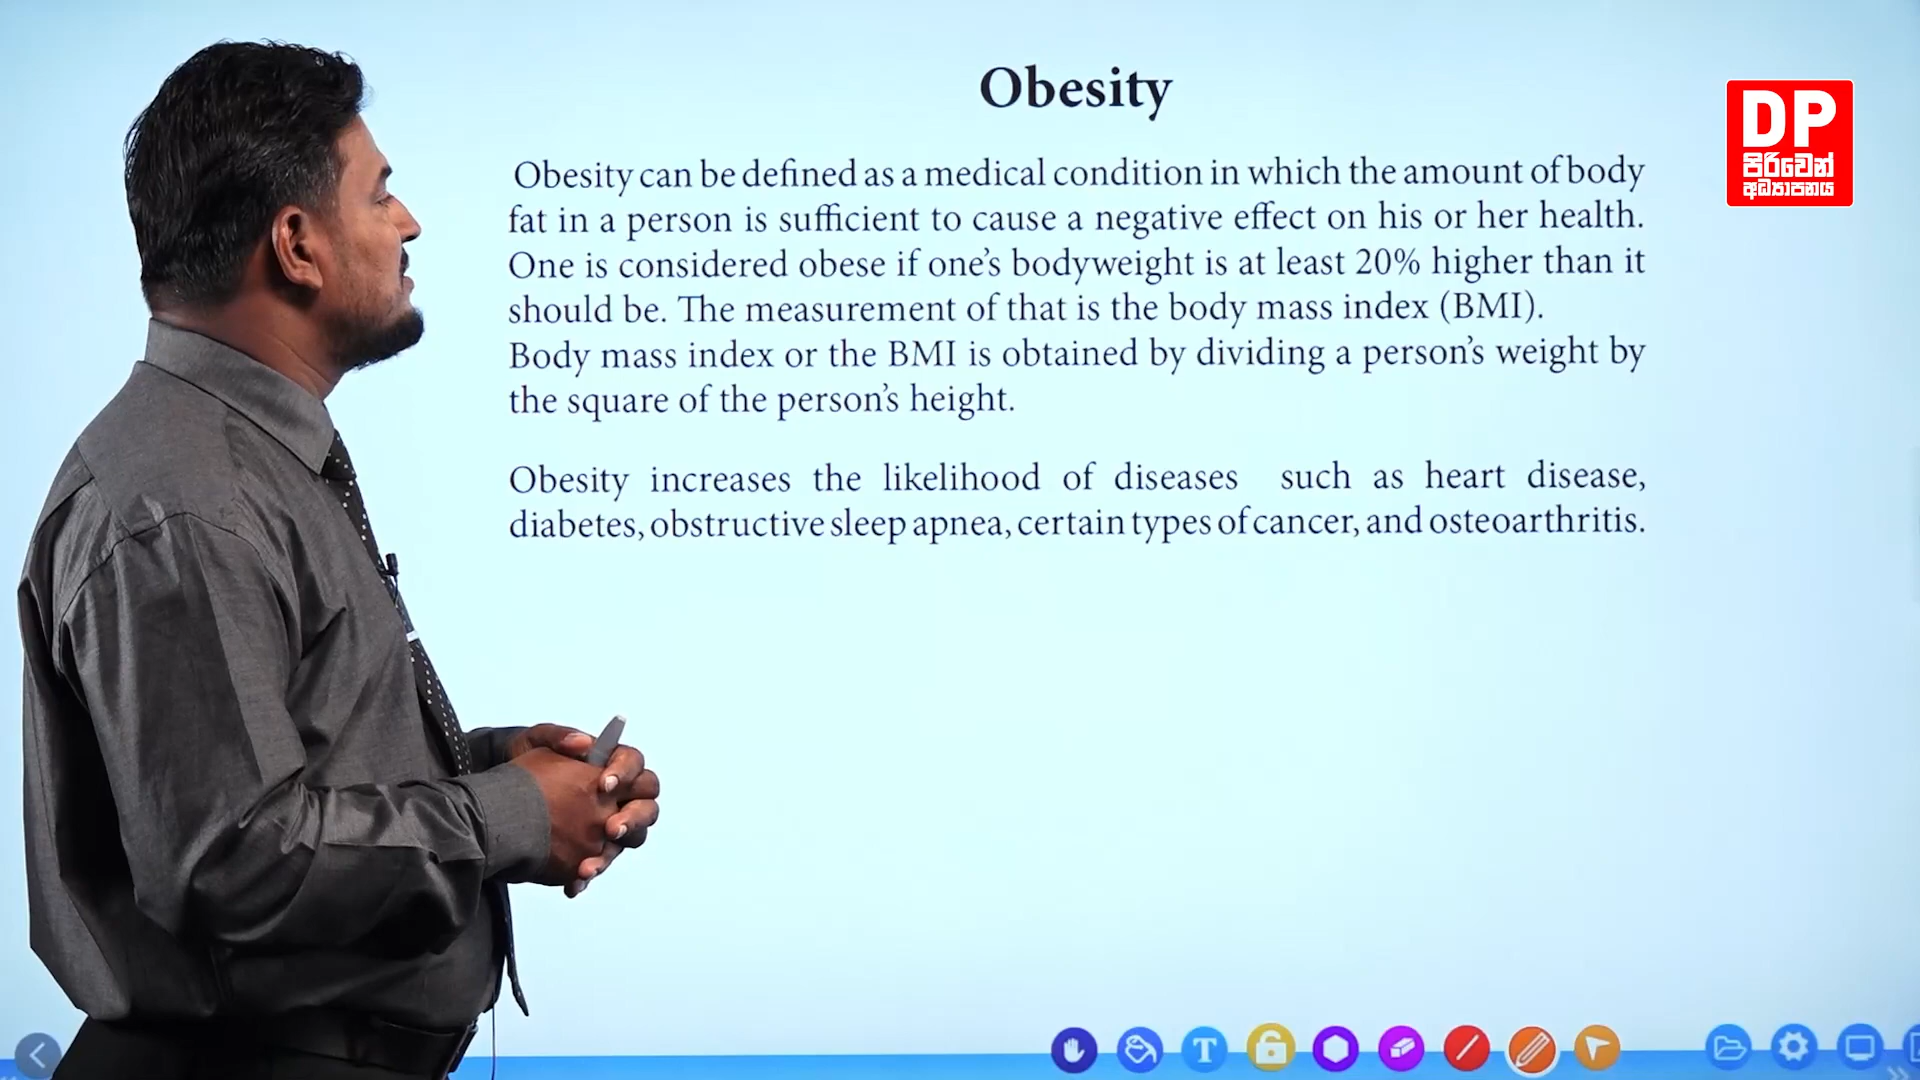 Obesity
DP
පිරිවෙන්
අධ්‍යාපනය
Obesity can be defined as a medical condition in which the amount of body
fat in a person is sufficient to cause a negative effect on his or her health.
One is considered obese if one's bodyweight is at least 20% higher than it
should be. The measurement of that is the body mass index (BMI).
Body mass index or the BMI is obtained by dividing a person's weight by
the square of the person's height.
Obesity increases the likelihood of diseases such as heart disease,
diabetes, obstructive sleep apnea, certain types of cancer, and osteoarthritis.
T